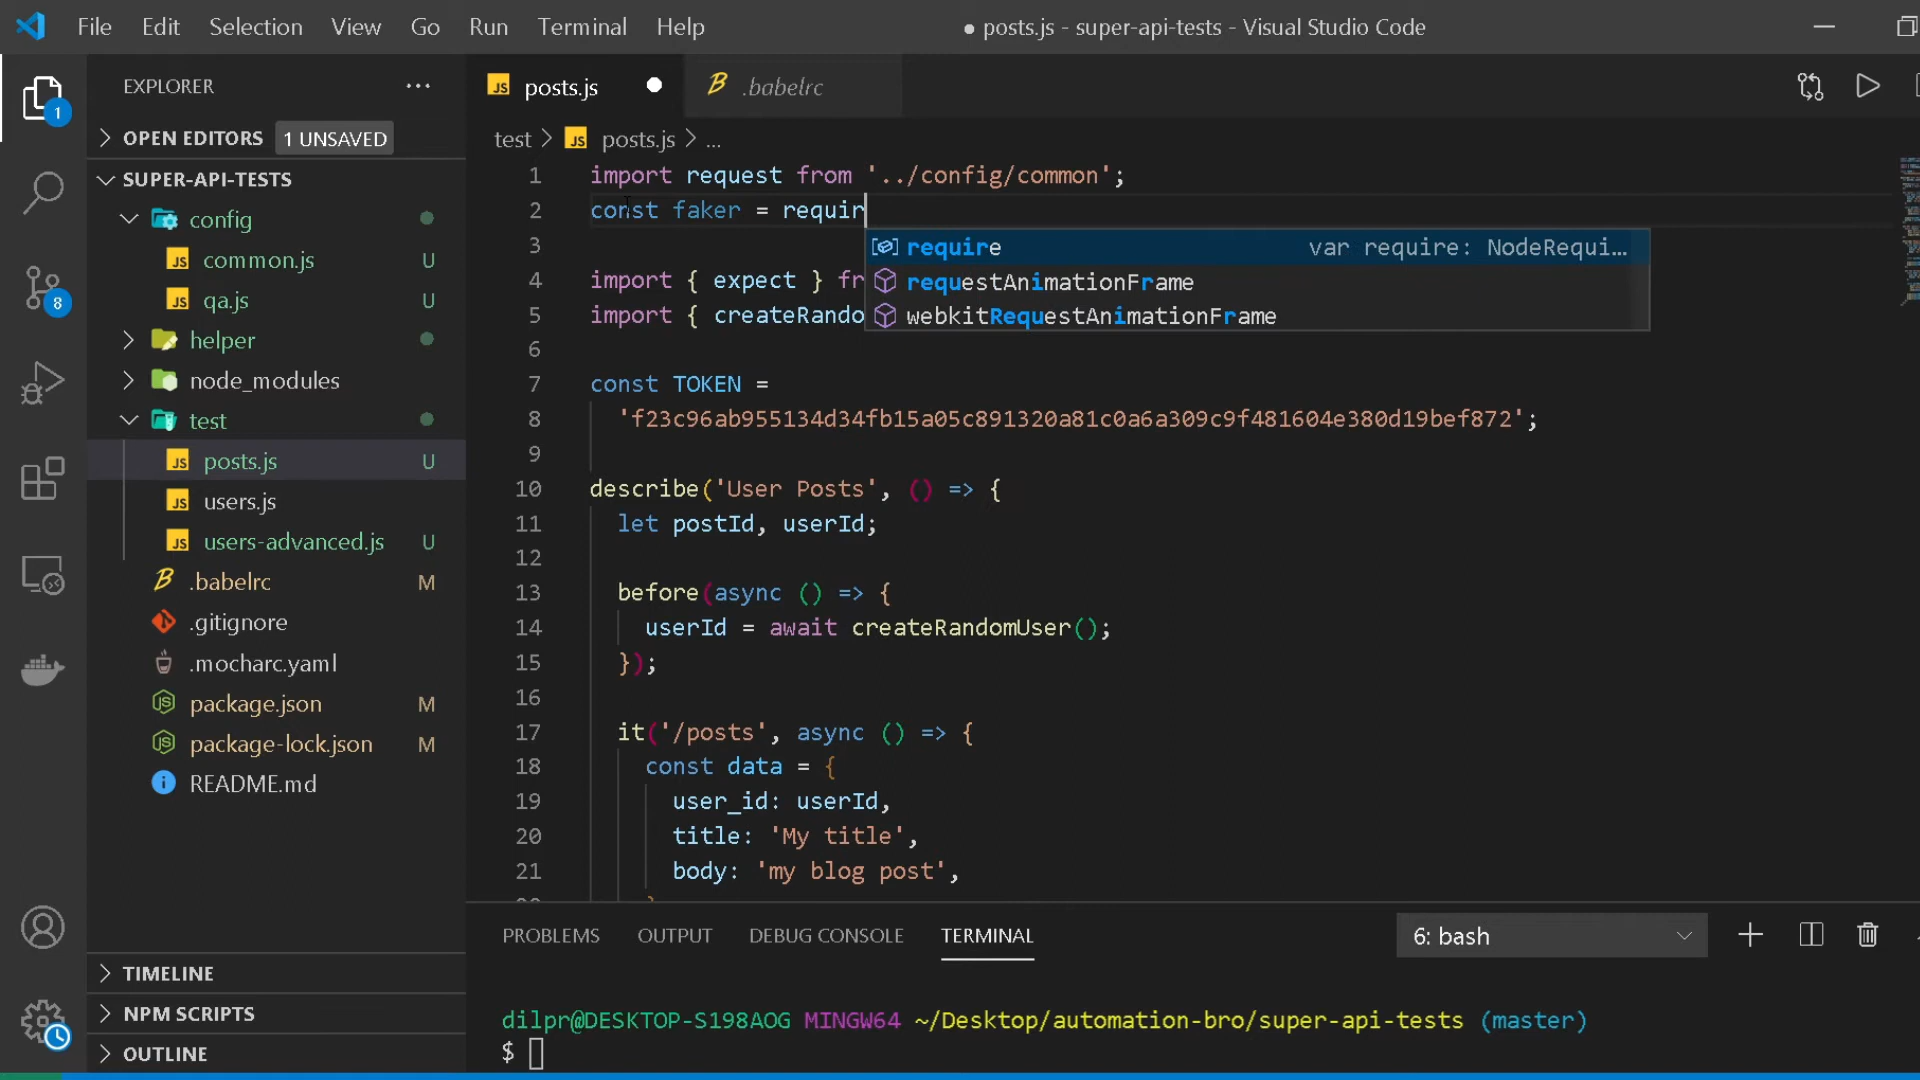 File Edit Selection View Go Run Terminal Help ● posts.js - super-api-tests - Visual Studio Code
EXPLORER ···
OPEN EDITORS 1 UNSAVED
SUPER-API-TESTS
config
common.js U
qa.js U
helper
node_modules
test
posts.js U
users.js
users-advanced.js U
.babelrc M
.gitignore
.mocharc.yaml
package.json M
package-lock.json M
README.md
TIMELINE
NPM SCRIPTS
OUTLINE
1
8
JS posts.js ● .babelrc
test > JS posts.js > ...
1 import request from '../config/common';
2 const faker = requir
require var require: NodeRequi...
requestAnimationFrame
webkitRequestAnimationFrame
3
4 import { expect } fr
5 import { createRando
6
7 const TOKEN =
8 'f23c96ab955134d34fb15a05c891320a81c0a6a309c9f481604e380d19bef872';
9
10 describe('User Posts', () => {
11 let postId, userId;
12
13 before(async () => {
14 userId = await createRandomUser();
15 });
16
17 it('/posts', async () => {
18 const data = {
19 user_id: userId,
20 title: 'My title',
21 body: 'my blog post',
PROBLEMS OUTPUT DEBUG CONSOLE TERMINAL 6: bash
dilpr@DESKTOP-S198AOG MINGW64 ~/Desktop/automation-bro/super-api-tests (master)
$